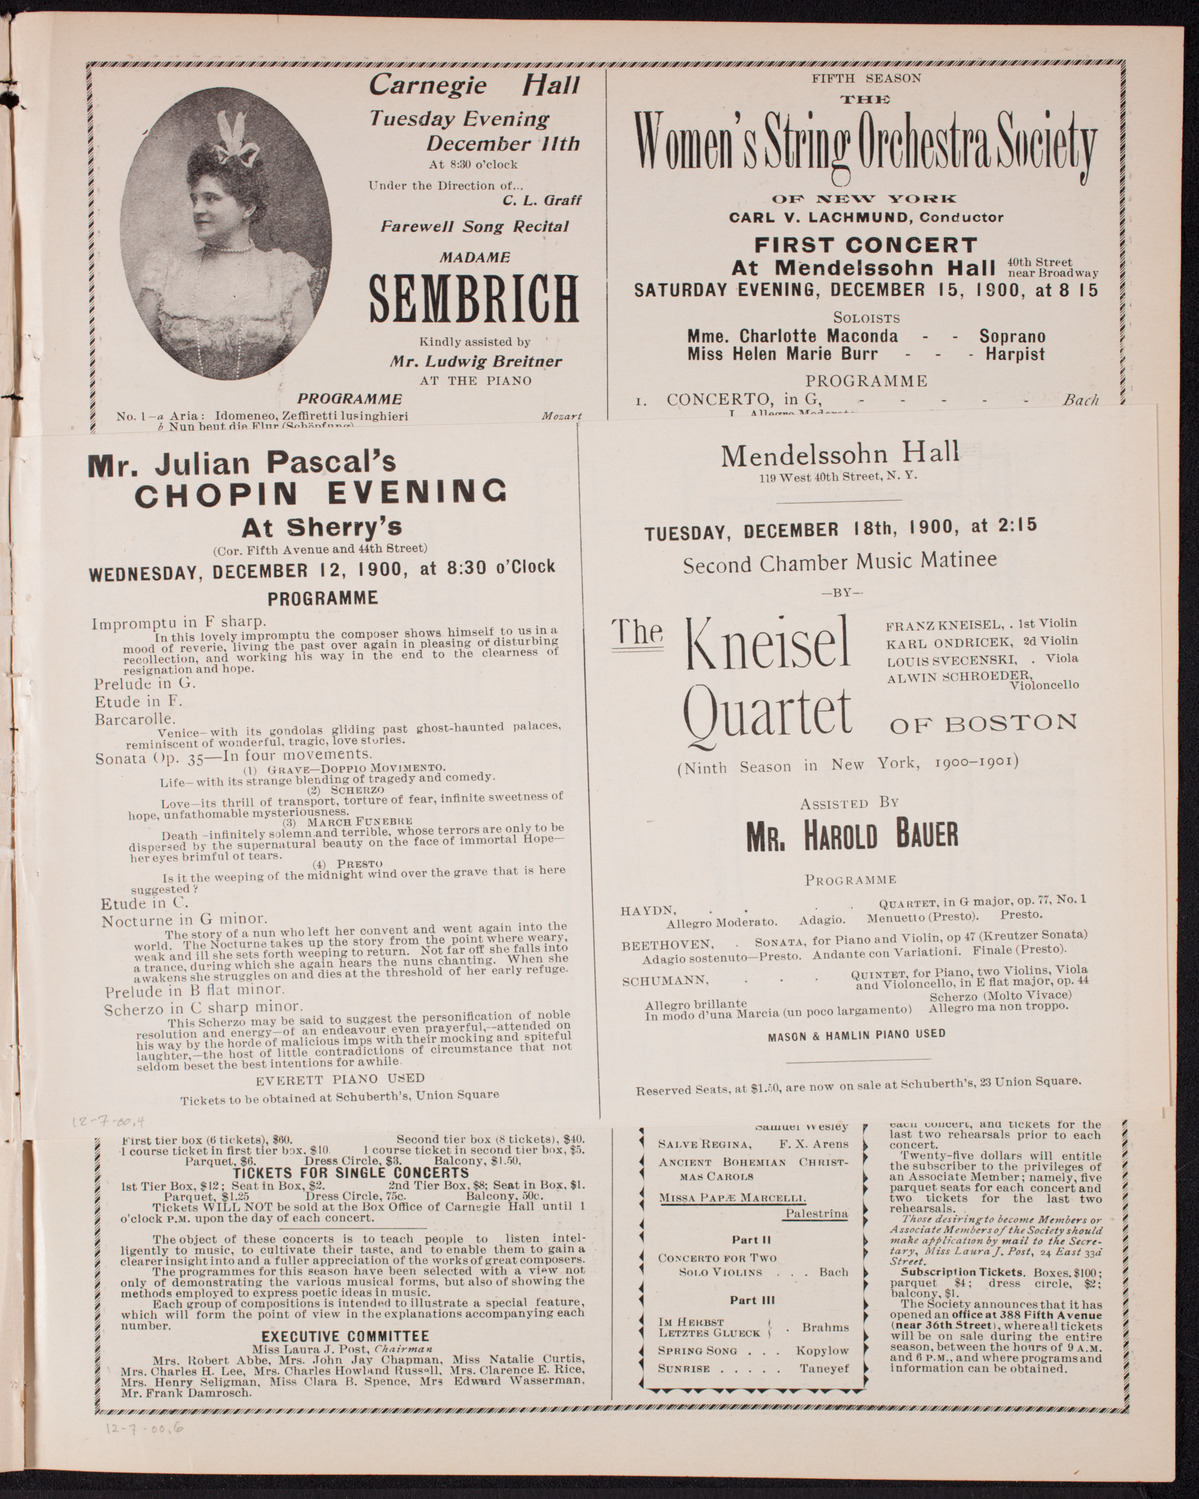 Carnegie Hall
Tuesday Evening
December 11th
At 8:30 o'clock
Under the Direction of...
C. L. Graff
Farewell Song Recital
MADAME
SEMBRICH
Kindly assisted by
Mr. Ludwig Breitner
AT THE PIANO
PROGRAMME
No. 1—a Aria: Idomeneo, Zeffiretti lusinghieri Mozart
b Nun beut die Flur (Schöpfung)
FIFTH SEASON
THE
Women's String Orchestra Society
OF NEW YORK
CARL V. LACHMUND, Conductor
FIRST CONCERT
At Mendelssohn Hall 40th Street near Broadway
SATURDAY EVENING, DECEMBER 15, 1900, at 8 15
SOLOISTS
Mme. Charlotte Maconda - - Soprano
Miss Helen Marie Burr - - - Harpist
PROGRAMME
1. CONCERTO, in G, - - - - - Bach
Mr. Julian Pascal's
CHOPIN EVENING
At Sherry's
(Cor. Fifth Avenue and 44th Street)
WEDNESDAY, DECEMBER 12, 1900, at 8:30 o'Clock
PROGRAMME
Impromptu in F sharp.
In this lovely impromptu the composer shows himself to us in a
mood of reverie, living the past over again in pleasing or disturbing
recollection, and working his way in the end to the clearness of
resignation and hope.
Prelude in G.
Etude in F.
Barcarolle.
Venice—with its gondolas gliding past ghost-haunted palaces,
reminiscent of wonderful, tragic, love stories.
Sonata Op. 35—In four movements.
(1) GRAVE—DOPPIO MOVIMENTO.
Life—with its strange blending of tragedy and comedy.
(2) SCHERZO
Love—its thrill of transport, torture of fear, infinite sweetness of
hope, unfathomable mysteriousness.
(3) MARCH FUNEBRE
Death—infinitely solemn and terrible, whose terrors are only to be
dispersed by the supernatural beauty on the face of immortal Hope—
her eyes brimful of tears.
(4) PRESTO
Is it the weeping of the midnight wind over the grave that is here
suggested?
Etude in C.
Nocturne in G minor.
The story of a nun who left her convent and went again into the
world. The Nocturne takes up the story from the point where weary,
weak and ill she sets forth weeping to return. Not far off she falls into
a trance, during which she again hears the nuns chanting. When she
awakens she struggles on and dies at the threshold of her early refuge.
Prelude in B flat minor.
Scherzo in C sharp minor.
This Scherzo may be said to suggest the personification of noble
resolution and energy—of an endeavour even prayerful,—attended on
his way by the horde of malicious imps with their mocking and spiteful
laughter,—the host of little contradictions of circumstance that not
seldom beset the best intentions for awhile.
EVERETT PIANO USED
Tickets to be obtained at Schuberth's, Union Square
12-7-00,4
Mendelssohn Hall
119 West 40th Street, N. Y.
TUESDAY, DECEMBER 18th, 1900, at 2:15
Second Chamber Music Matinee
—BY—
The Kneisel
Quartet OF BOSTON
FRANZ KNEISEL, . 1st Violin
KARL ONDRICEK, 2d Violin
LOUIS SVECENSKI, . Viola
ALWIN SCHROEDER,
Violoncello
(Ninth Season in New York, 1900-1901)
ASSISTED BY
MR. HAROLD BAUER
PROGRAMME
HAYDN, . . . . QUARTET, in G major, op. 77, No. 1
Allegro Moderato. Adagio. Menuetto (Presto). Presto.
BEETHOVEN, . SONATA, for Piano and Violin, op 47 (Kreutzer Sonata)
Adagio sostenuto—Presto. Andante con Variationi. Finale (Presto).
SCHUMANN, . . . QUINTET, for Piano, two Violins, Viola
and Violoncello, in E flat major, op. 44
Allegro brillante Scherzo (Molto Vivace)
In modo d'una Marcia (un poco largamento) Allegro ma non troppo.
MASON & HAMLIN PIANO USED
Reserved Seats, at $1.50, are now on sale at Schuberth's, 23 Union Square.
First tier box (6 tickets), $60. Second tier box (8 tickets), $40.
1 course ticket in first tier box, $10 1 course ticket in second tier box, $5.
Parquet, $6. Dress Circle, $3. Balcony, $1.50.
TICKETS FOR SINGLE CONCERTS
1st Tier Box, $12; Seat in Box, $2. 2nd Tier Box, $8; Seat in Box, $1.
Parquet, $1.25 Dress Circle, 75c. Balcony, 50c.
Tickets WILL NOT be sold at the Box Office of Carnegie Hall until 1
o'clock P.M. upon the day of each concert.
The object of these concerts is to teach people to listen intel-
ligently to music, to cultivate their taste, and to enable them to gain a
clearer insight into and a fuller appreciation of the works of great composers.
The programmes for this season have been selected with a view not
only of demonstrating the various musical forms, but also of showing the
methods employed to express poetic ideas in music.
Each group of compositions is intended to illustrate a special feature,
which will form the point of view in the explanations accompanying each
number.
EXECUTIVE COMMITTEE
Miss Laura J. Post, Chairman
Mrs. Robert Abbe, Mrs. John Jay Chapman, Miss Natalie Curtis,
Mrs. Charles H. Lee, Mrs. Charles Howland Russell, Mrs. Clarence E. Rice,
Mrs. Henry Seligman, Miss Clara B. Spence, Mrs Edward Wasserman,
Mr. Frank Damrosch.
12-7-00,6
Samuel Wesley
SALVE REGINA, F. X. Arens
ANCIENT BOHEMIAN CHRIST-
MAS CAROLS
MISSA PAPÆ MARCELLI.
Palestrina
Part II
CONCERTO FOR TWO
SOLO VIOLINS . . . Bach
Part III
IM HERBST
LETZTES GLUECK } . Brahms
SPRING SONG . . . Kopylow
SUNRISE . . . . . Taneyef
each concert, and tickets for the
last two rehearsals prior to each
concert.
Twenty-five dollars will entitle
the subscriber to the privileges of
an Associate Member; namely, five
parquet seats for each concert and
two tickets for the last two
rehearsals.
Those desiring to become Members or
Associate Members of the Society should
make application by mail to the Secre-
tary, Miss Laura J. Post, 24 East 33d
Street.
Subscription Tickets. Boxes, $100;
parquet $4; dress circle, $2;
balcony, $1.
The Society announces that it has
opened an office at 388 Fifth Avenue
(near 36th Street), where all tickets
will be on sale during the entire
season, between the hours of 9 A.M.
and 6 P.M., and where programs and
information can be obtained.